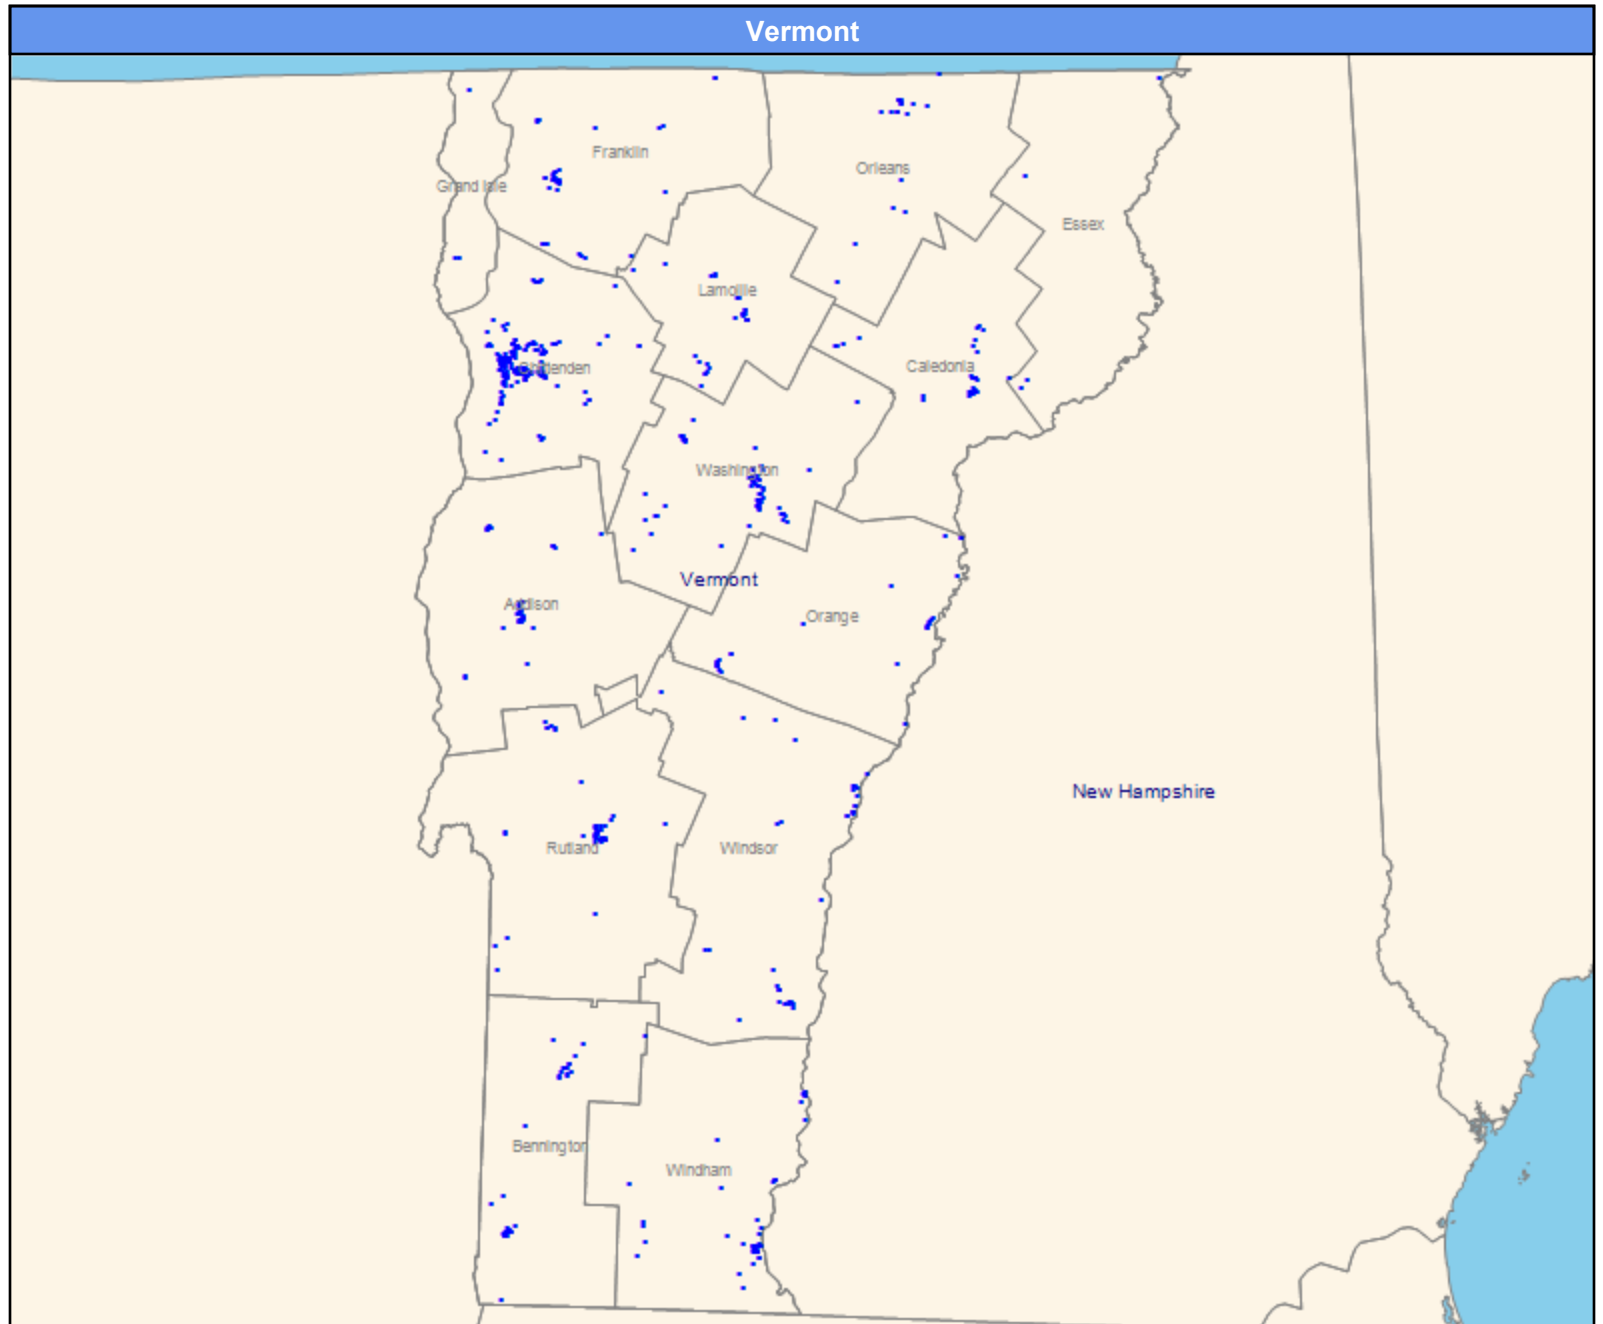 Vermont
Franklin
Orleans
Grand Isle
Essex
Lamoille
Chittenden
Caledonia
Washington
Vermont
Addison
Orange
New Hampshire
Rutland
Windsor
Bennington
Windham